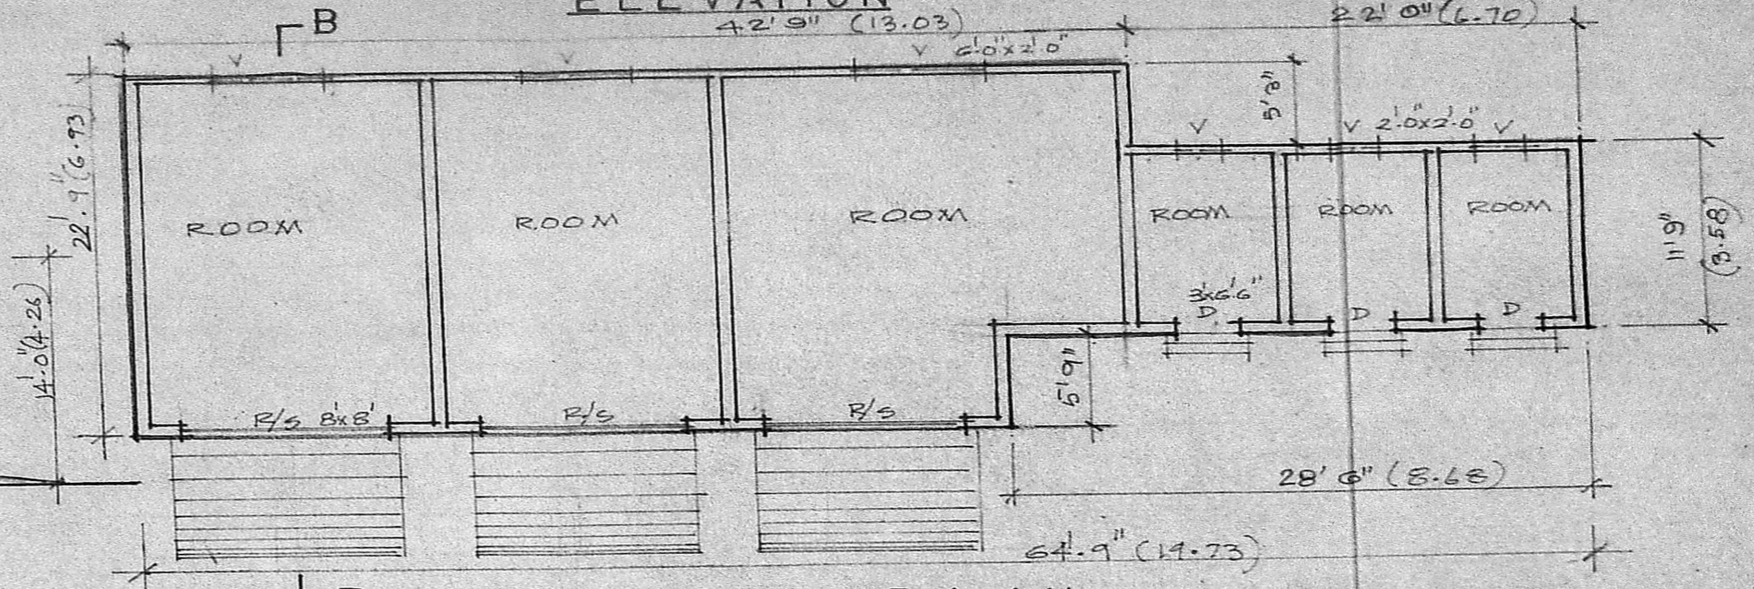 ELEVATION
B
42'9" (13.03)
22'0" (6.70)
V
V
V 6'.0"x2'.0"
5'3"
22'.9" (6.93)
V
V 2'.0"x2'.0" V
ROOM
ROOM
ROOM
ROOM
ROOM
ROOM
11'9"
(3.58)
14'.0" (4.26)
3'x6'.6"
D
D
D
5'9"
R/S 8'x8'
R/S
R/S
28'6" (8.68)
64'.9" (19.73)